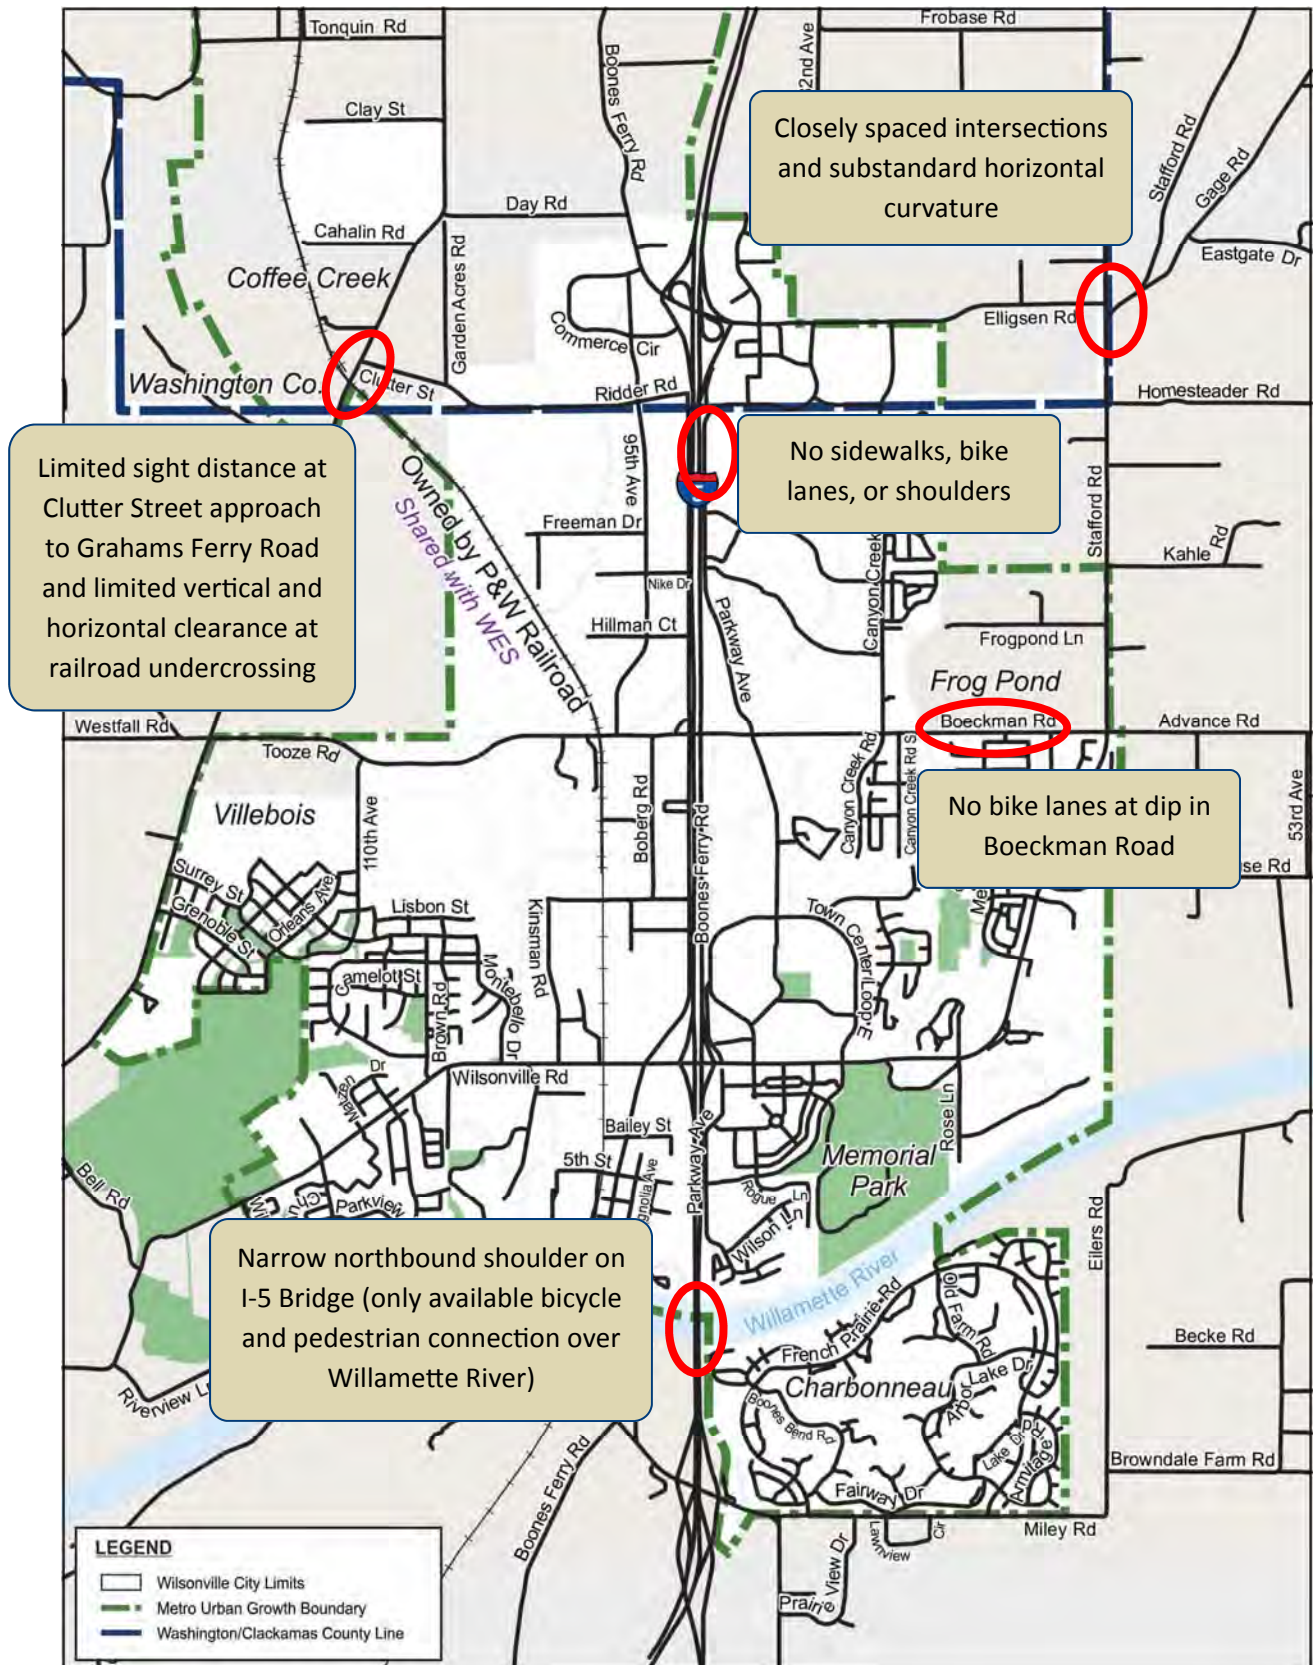 Tonquin Rd
Frobase Rd
Boones Ferry Rd
Clay St
Closely spaced intersections
and substandard horizontal
curvature
Stafford Rd
Gage Rd
Day Rd
Cahalin Rd
Coffee Creek
Garden Acres Rd
Eastgate Dr
Elligsen Rd
Commerce Cir
Washington Co.
Clutter St
Ridder Rd
Homesteader Rd
Limited sight distance at
Clutter Street approach
to Grahams Ferry Road
and limited vertical and
horizontal clearance at
railroad undercrossing
Owned by P&W Railroad
Shared with WES
95th Ave
No sidewalks, bike
lanes, or shoulders
Stafford Rd
Freeman Dr
Canyon Creek
Kahle Rd
Nike Dr
Parkway Ave
Hillman Ct
Frogpond Ln
Frog Pond
Westfall Rd
Boeckman Rd
Advance Rd
Tooze Rd
Canyon Creek Rd
Canyon Creek Rd S
No bike lanes at dip in
Boeckman Road
53rd Ave
Villebois
110th Ave
Boberg Rd
Boones Ferry Rd
Surrey St
Orleans Ave
Grenoble St
Lisbon St
Kinsman Rd
Town Center Loop E
Camelot St
Montebello Dr
Brown Rd
Wilsonville Rd
Rose Ln
Bailey St
Parkway Ave
5th St
Memorial
Park
Bell Rd
Rogue Ln
Parkview
Wilson Ln
Eilers Rd
Narrow northbound shoulder on
I-5 Bridge (only available bicycle
and pedestrian connection over
Willamette River)
Willamette River
French Prairie Rd
Old Farm Rd
Becke Rd
Riverview
Charbonneau
Lake Dr
Arbor
Boones Bend Rd
Lake Dr
Armitage
Browndale Farm Rd
Boones Ferry Rd
Fairway Dr
Miley Rd
Lawnview Cir
Prairie View Dr
LEGEND
Wilsonville City Limits
Metro Urban Growth Boundary
Washington/Clackamas County Line